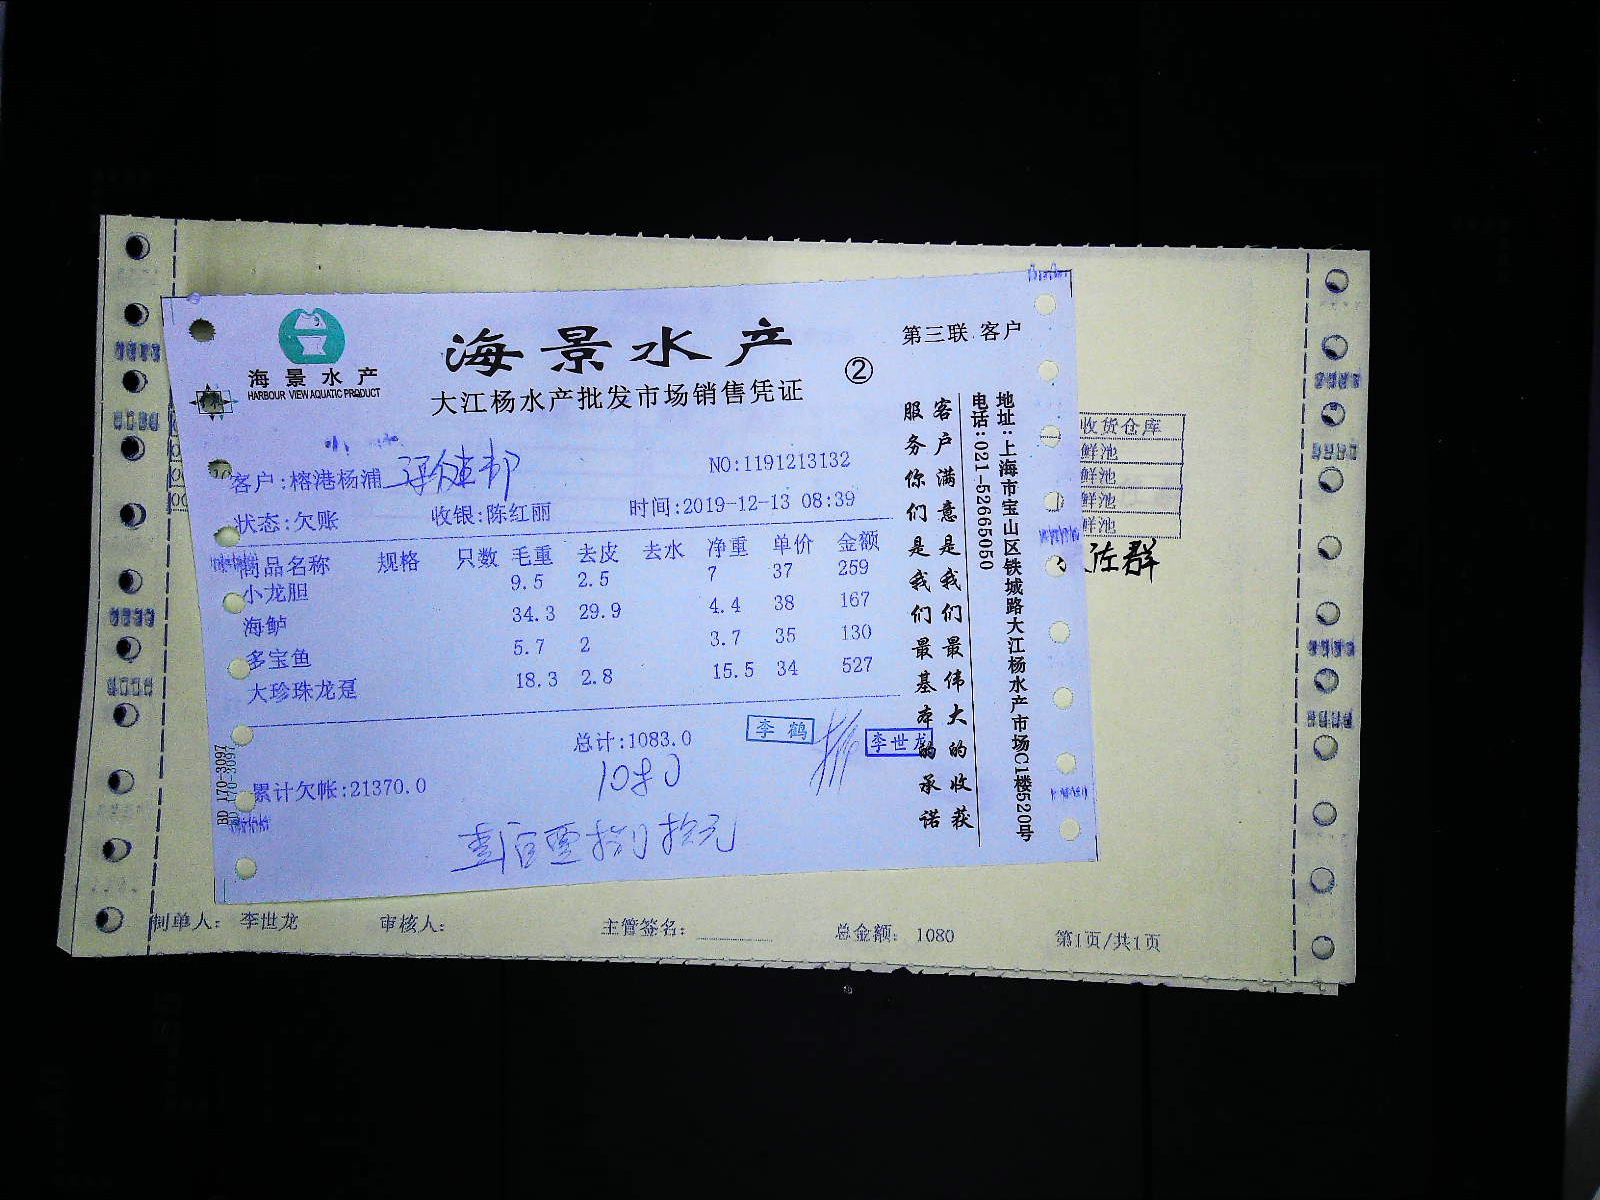 海景水产
HARBOUR VIEW AQUATIC PRODUCT
海景水产
大江杨水产批发市场销售凭证
②
第三联 客户
客户:榕港杨浦
NO:1191213132
状态:欠账 收银:陈红丽 时间:2019-12-13 08:39
商品名称 规格 只数 毛重 去皮 去水 净重 单价 金额
小龙胆 9.5 2.5 7 37 259
海鲈 34.3 29.9 4.4 38 167
多宝鱼 5.7 2 3.7 35 130
大珍珠龙趸 18.3 2.8 15.5 34 527
总计:1083.0
李鹤
李世龙
1080
累计欠帐:21370.0
BD 170-3097
客户满意是我们最伟大的收获
服务你们是我们最基本的承诺
地址:上海市宝山区铁城路大江杨水产市场C1楼520号
电话:021-52665050
收货仓库
鲜池
鲜池
鲜池
鲜池
制单人: 李世龙 审核人: 主管签名: 总金额: 1080 第1页/共1页